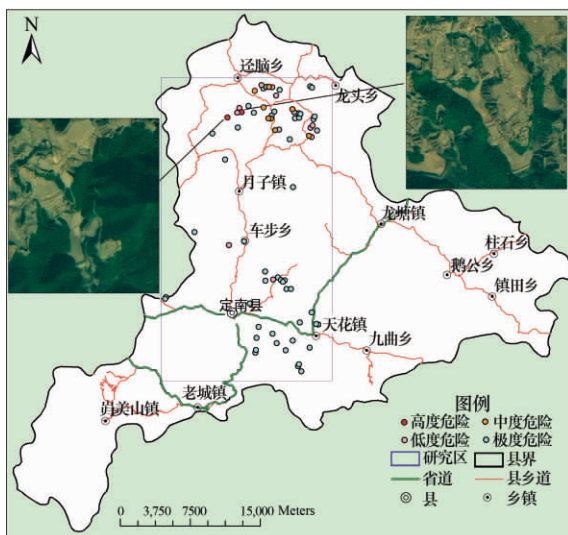 N
迳脑乡
龙头乡
月子镇
龙塘镇
车步乡
柱石乡
鹅公乡
镇田乡
定南县
天花镇
九曲乡
老城镇
岿美山镇
图例
高度危险 中度危险
低度危险 极度危险
研究区 县界
省道 县乡道
县 乡镇
0 3,750 7500 15,000 Meters